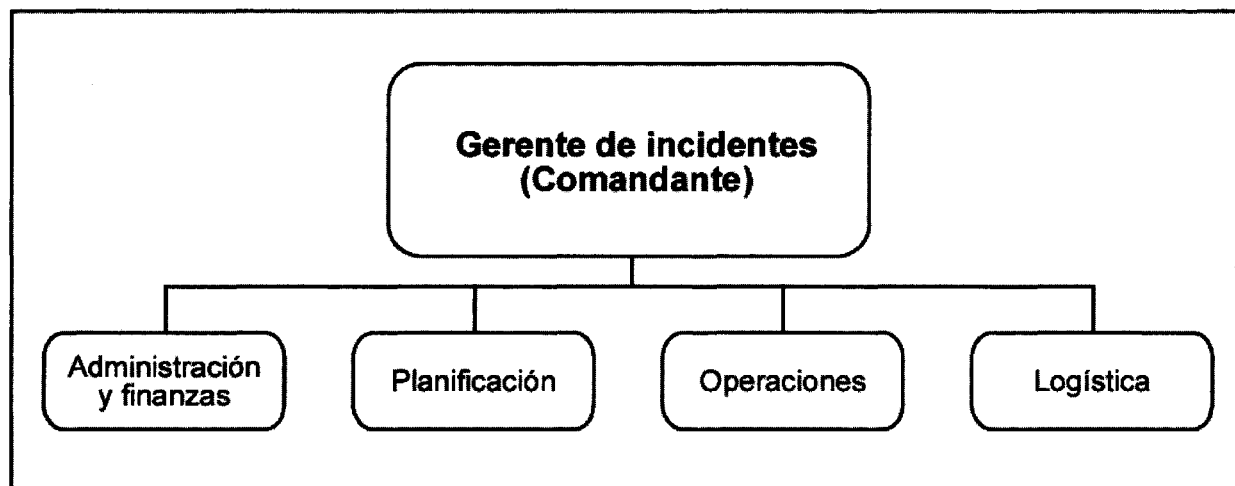 Gerente de incidentes
(Comandante)
Administración
y finanzas
Planificación
Operaciones
Logística